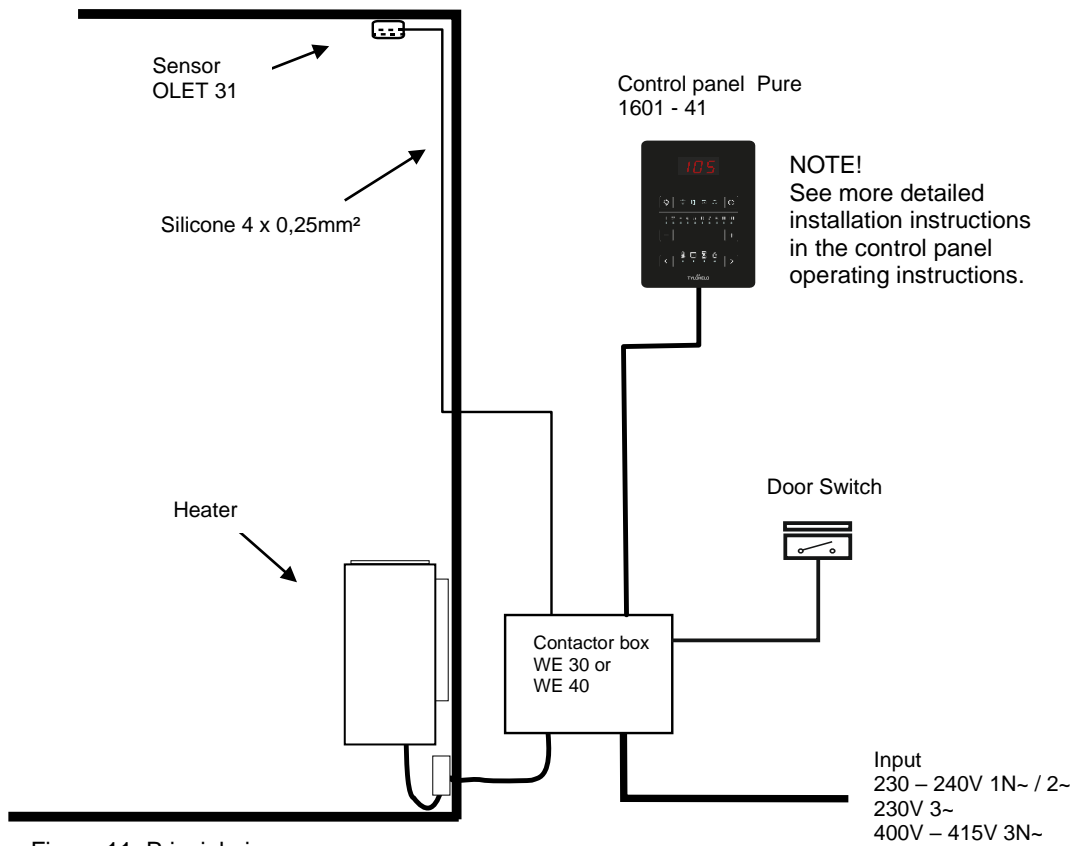 Sensor
OLET 31
Control panel Pure
1601 - 41
105
TYLÖHELO
NOTE!
See more detailed
installation instructions
in the control panel
operating instructions.
Silicone 4 x 0,25mm²
Door Switch
Heater
Contactor box
WE 30 or
WE 40
Input
230 – 240V 1N~ / 2~
230V 3~
400V – 415V 3N~